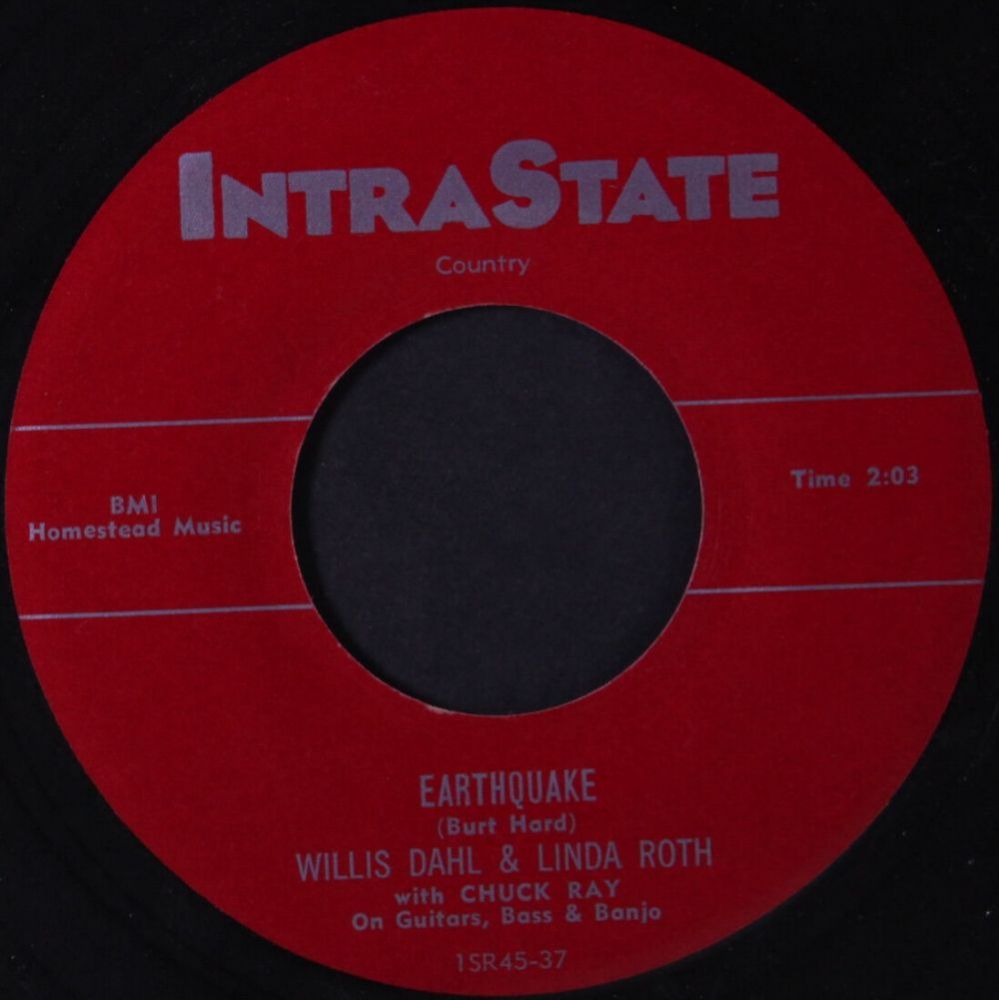 INTRASTATE
Country
BMI
Homestead Music
Time 2:03
EARTHQUAKE
(Burt Hard)
WILLIS DAHL & LINDA ROTH
with CHUCK RAY
On Guitars, Bass & Banjo
1SR45-37